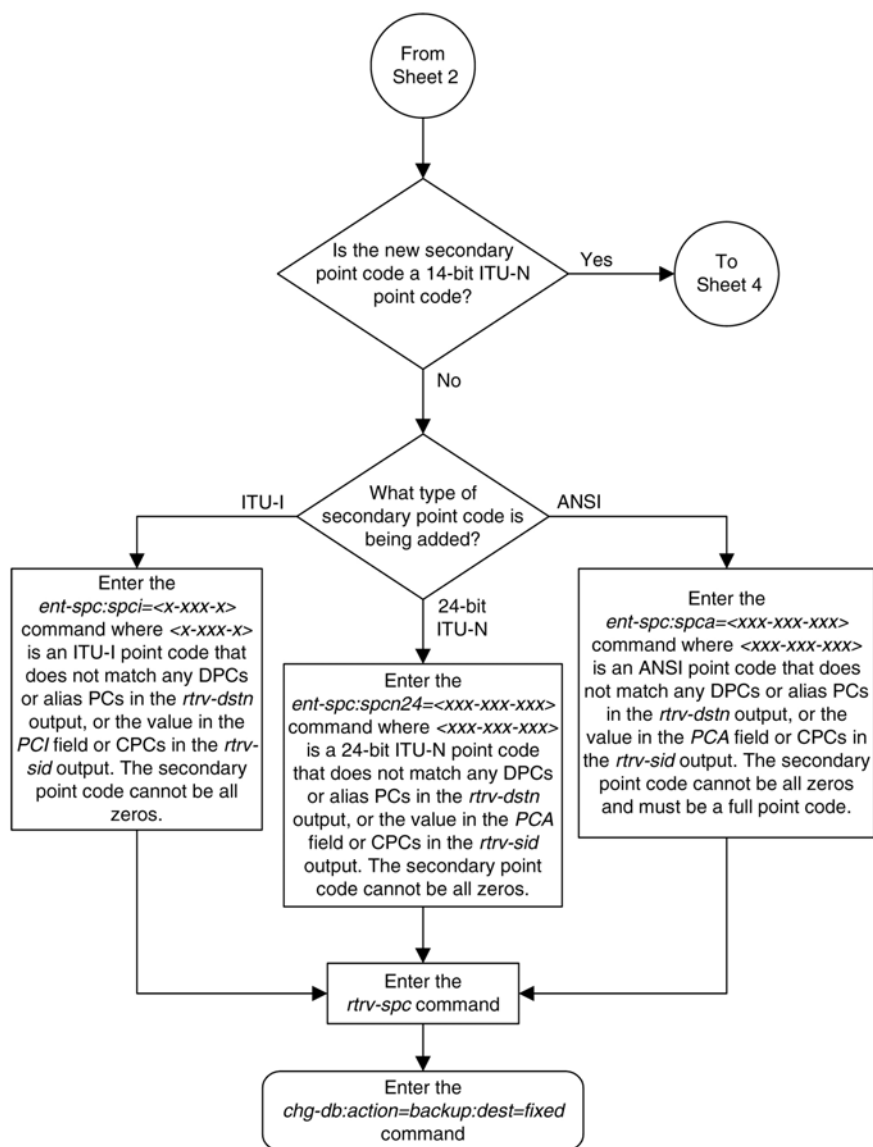 From
Sheet 2
Is the new secondary
point code a 14-bit ITU-N
point code?
Yes
To
Sheet 4
No
What type of
secondary point code is
being added?
ITU-I
ANSI
24-bit
ITU-N
Enter the
ent-spc:spci=<x-xxx-x>
command where <x-xxx-x>
is an ITU-I point code that
does not match any DPCs
or alias PCs in the rtrv-dstn
output, or the value in the
PCI field or CPCs in the rtrv-
sid output. The secondary
point code cannot be all
zeros.
Enter the
ent-spc:spcn24=<xxx-xxx-xxx>
command where <xxx-xxx-xxx>
is a 24-bit ITU-N point code
that does not match any DPCs
or alias PCs in the rtrv-dstn
output, or the value in the PCA
field or CPCs in the rtrv-sid
output. The secondary point
code cannot be all zeros.
Enter the
ent-spc:spca=<xxx-xxx-xxx>
command where <xxx-xxx-xxx>
is an ANSI point code that does
not match any DPCs or alias PCs
in the rtrv-dstn output, or the
value in the PCA field or CPCs in
the rtrv-sid output. The secondary
point code cannot be all zeros
and must be a full point code.
Enter the
rtrv-spc command
Enter the
chg-db:action=backup:dest=fixed
command